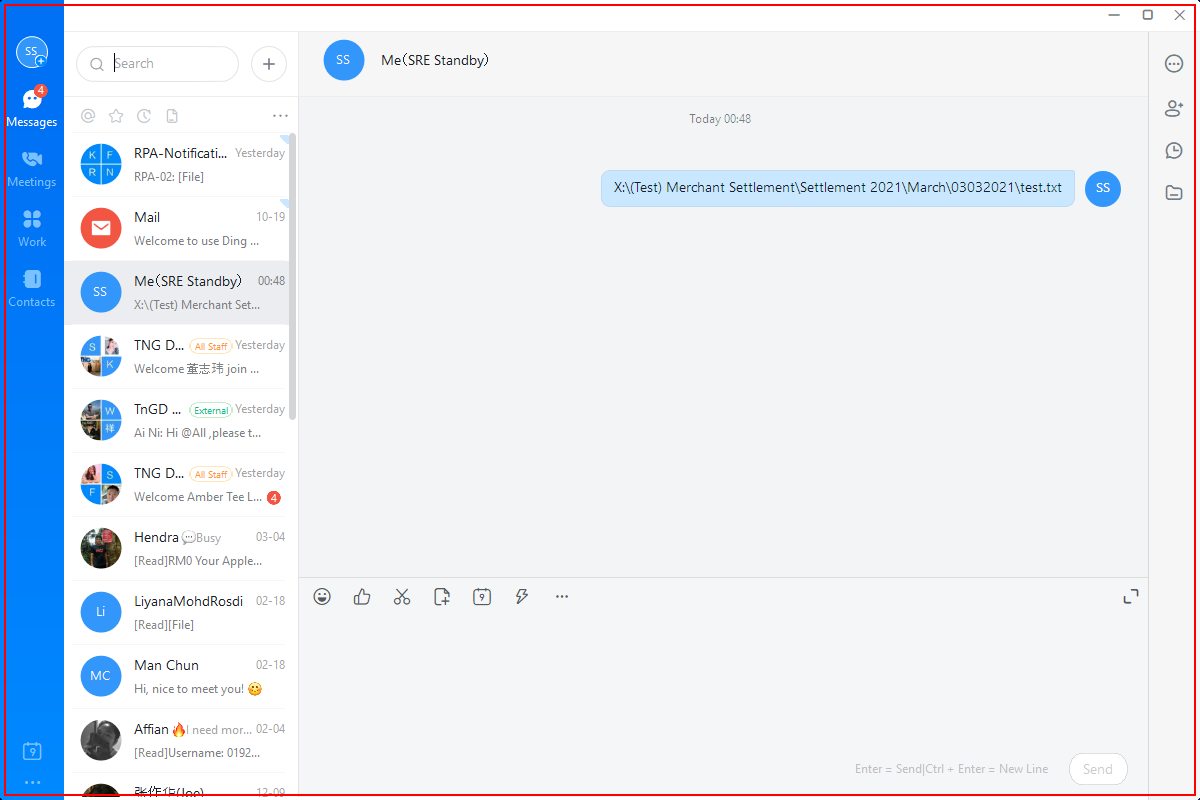 SS
4
Messages
Meetings
Work
Contacts
9
Search
RPA-Notificati... Yesterday
K F
R N
RPA-02: [File]
Mail 10-19
Welcome to use Ding ...
SS
Me(SRE Standby) 00:48
X:\(Test) Merchant Set...
S
K
TNG D... All Staff Yesterday
Welcome 董志玮 join ...
W
祥
TnGD ... External Yesterday
Ai Ni: Hi @All ,please t...
S
F
TNG D... All Staff Yesterday
Welcome Amber Tee L... 4
Hendra Busy 03-04
[Read]RM0 Your Apple...
Li
LiyanaMohdRosdi 02-18
[Read][File]
MC
Man Chun 02-18
Hi, nice to meet you!
Affian I need mor... 02-04
[Read]Username: 0192...
张作华(Joe) 12-09
SS
Me(SRE Standby)
Today 00:48
X:\(Test) Merchant Settlement\Settlement 2021\March\03032021\test.txt
SS
9
Enter = Send|Ctrl + Enter = New Line
Send